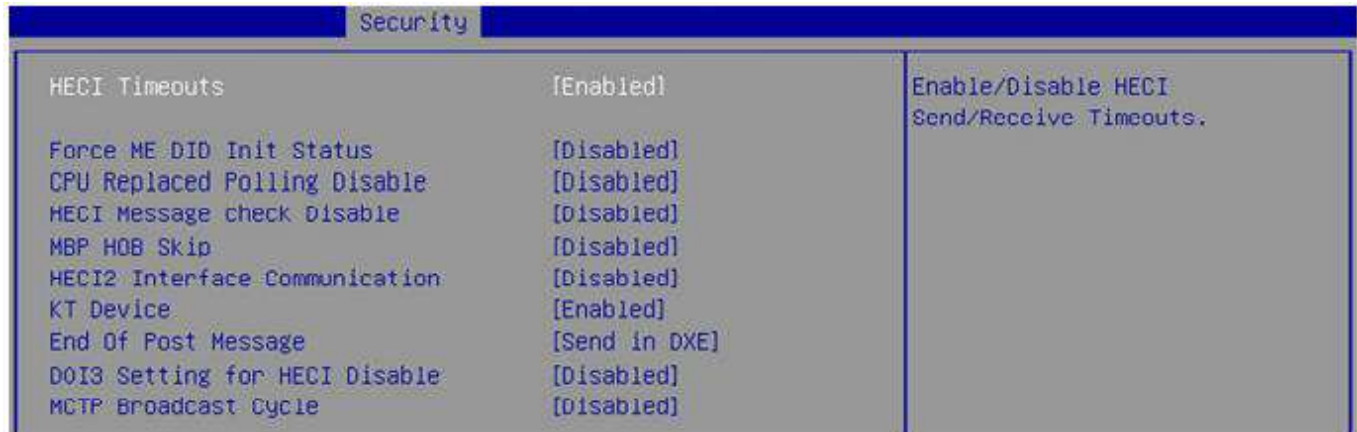 Security
HECI Timeouts [Enabled] Enable/Disable HECI
Send/Receive Timeouts.
Force ME DID Init Status [Disabled]
CPU Replaced Polling Disable [Disabled]
HECI Message check Disable [Disabled]
MBP HOB Skip [Disabled]
HECI2 Interface Communication [Disabled]
KT Device [Enabled]
End Of Post Message [Send in DXE]
DOI3 Setting for HECI Disable [Disabled]
MCTP Broadcast Cycle [Disabled]